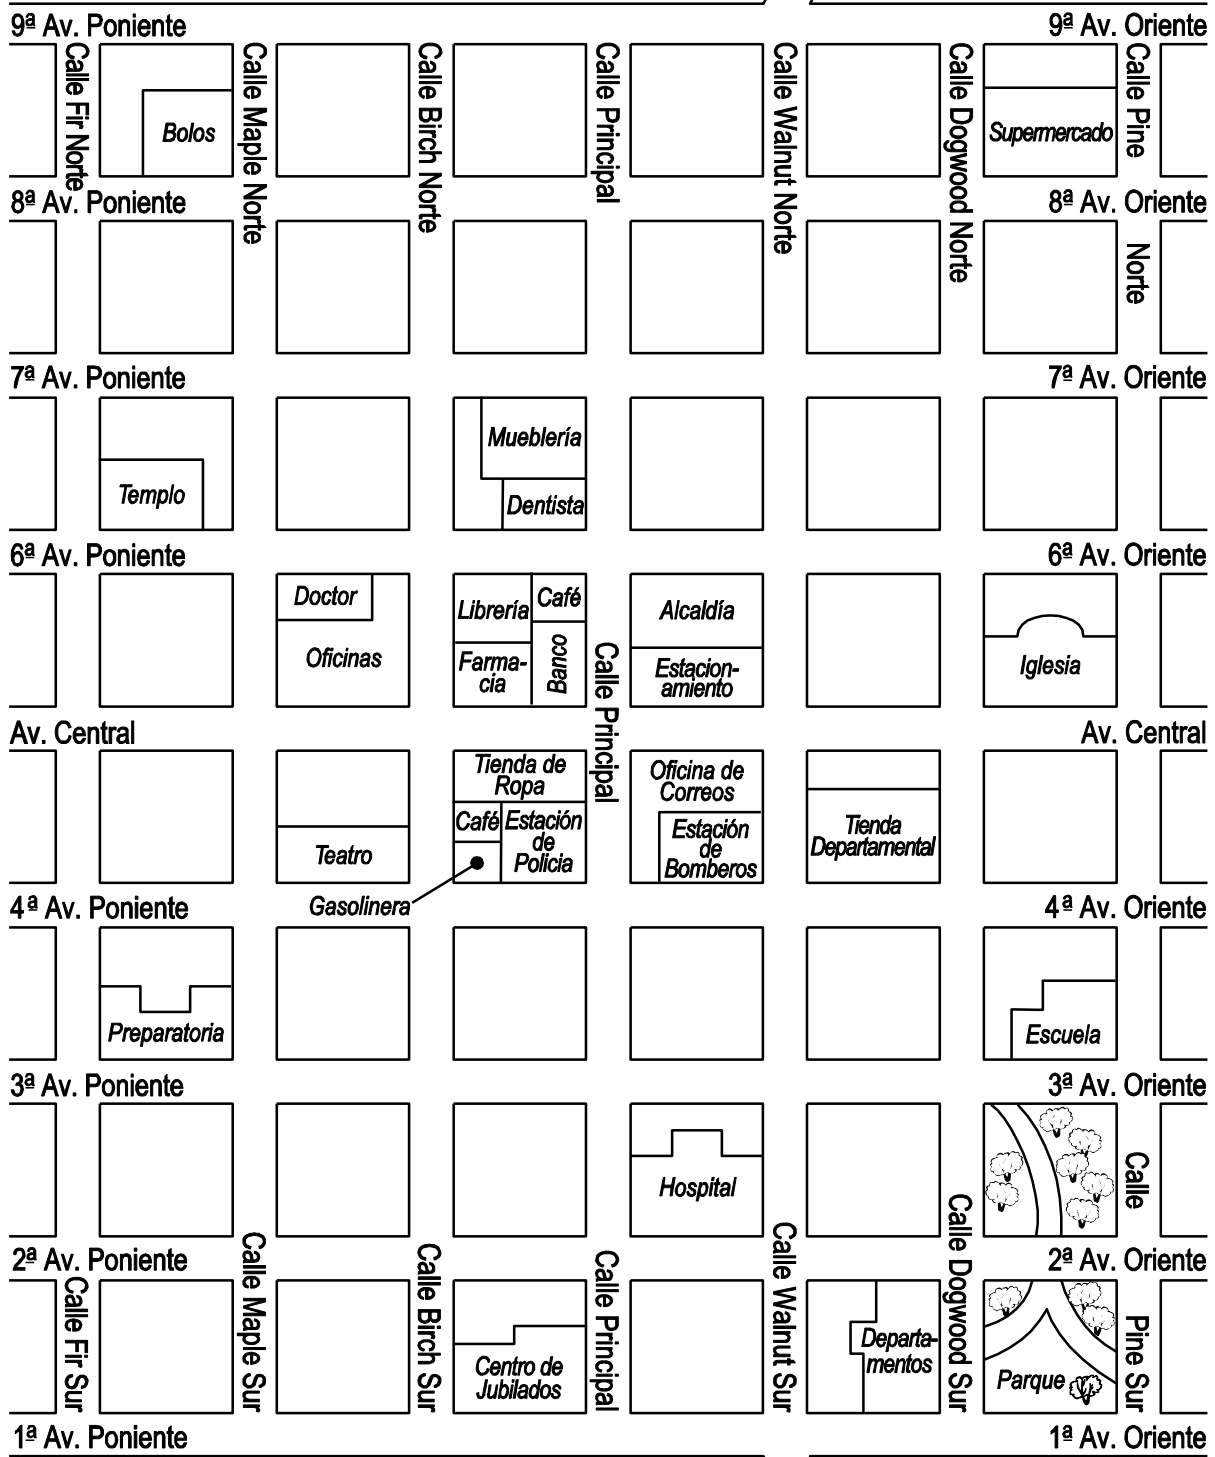 9ª Av. Poniente
9ª Av. Oriente
Calle Fir Norte
Calle Maple Norte
Calle Birch Norte
Calle Principal
Calle Walnut Norte
Calle Dogwood Norte
Calle Pine
Norte
Bolos
Supermercado
8ª Av. Poniente
8ª Av. Oriente
7ª Av. Poniente
7ª Av. Oriente
Mueblería
Templo
Dentista
6ª Av. Poniente
6ª Av. Oriente
Doctor
Oficinas
Librería
Café
Farma-
cia
Banco
Calle Principal
Alcaldía
Estacion-
amiento
Iglesia
Av. Central
Av. Central
Tienda de
Ropa
Café
Estación
de
Policia
Oficina de
Correos
Estación
de
Bomberos
Tienda
Departamental
Teatro
Gasolinera
4ª Av. Poniente
4ª Av. Oriente
Preparatoria
Escuela
3ª Av. Poniente
3ª Av. Oriente
Hospital
Calle
Pine Sur
2ª Av. Poniente
2ª Av. Oriente
Calle Fir Sur
Calle Maple Sur
Calle Birch Sur
Calle Principal
Calle Walnut Sur
Calle Dogwood Sur
Centro de
Jubilados
Departa-
mentos
Parque
1ª Av. Poniente
1ª Av. Oriente